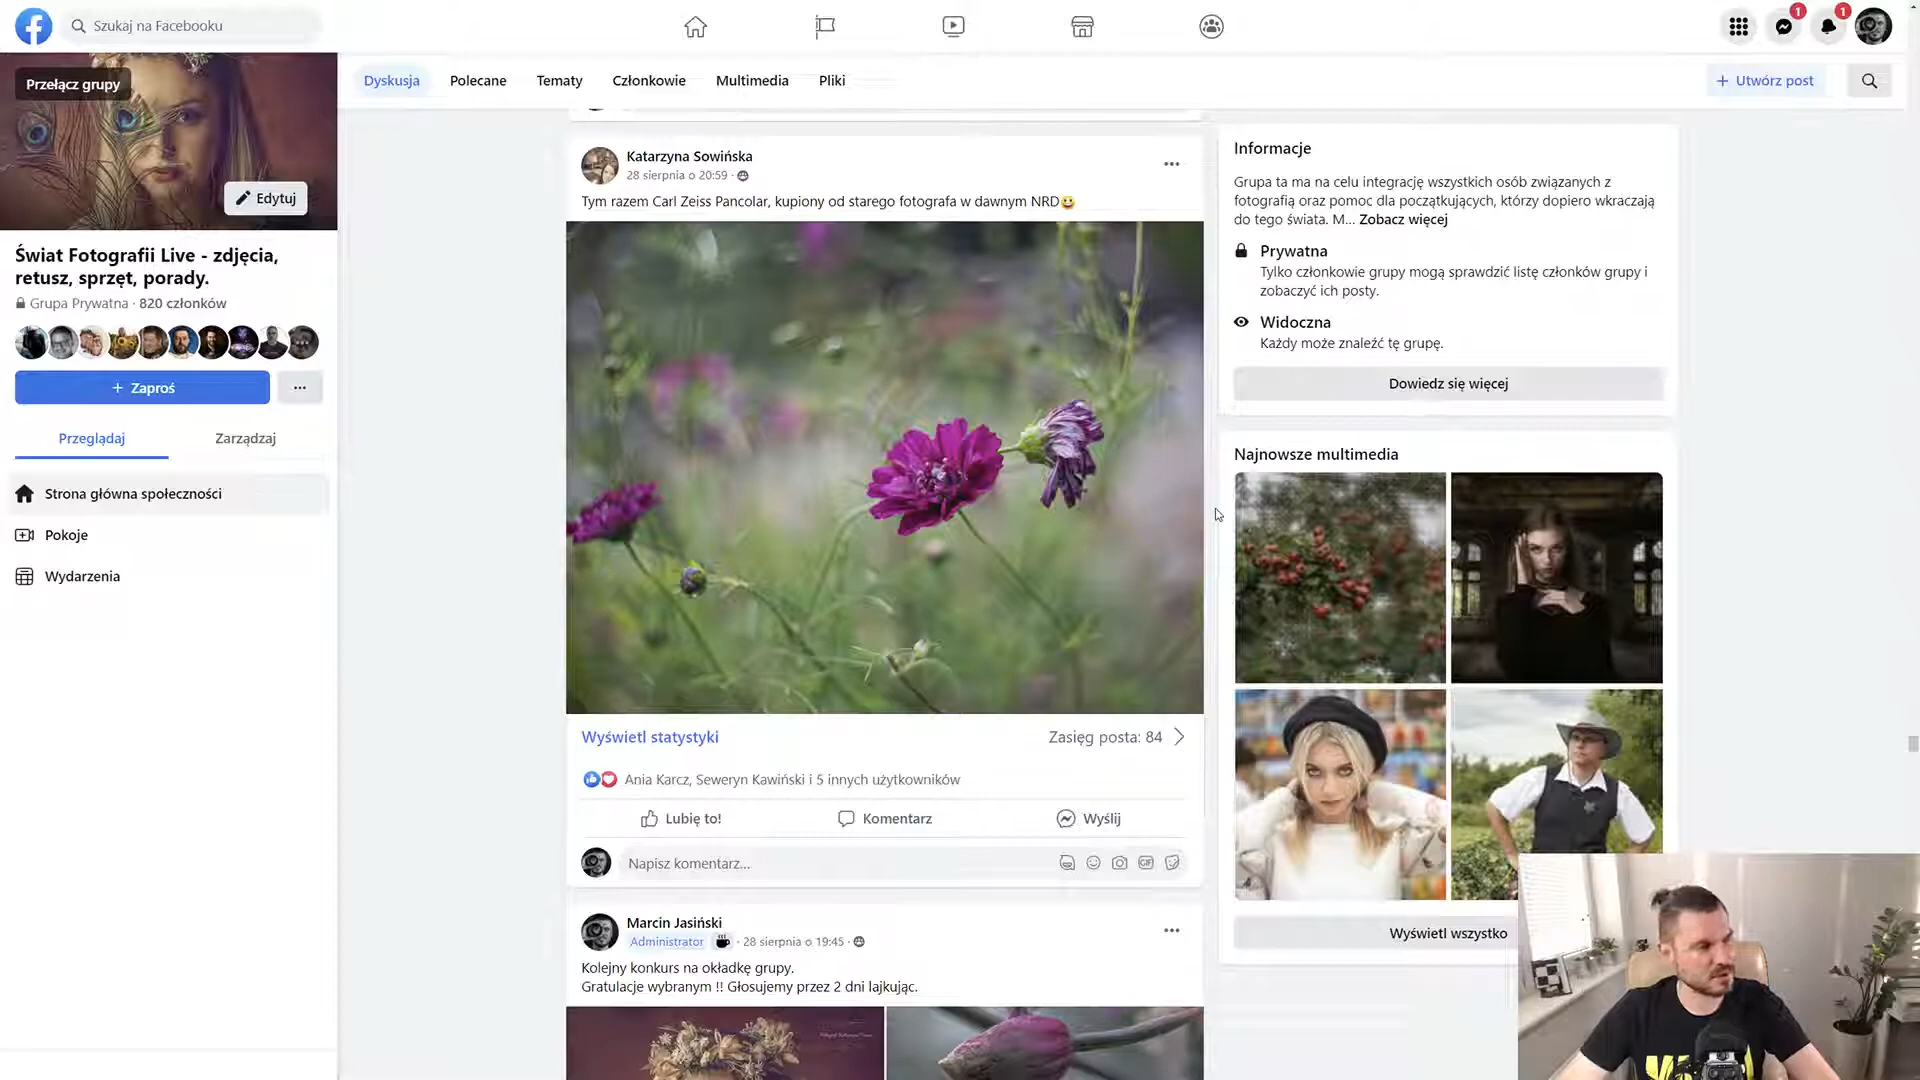 Szukaj na Facebooku
1
1
Przełącz grupy
Edytuj
Świat Fotografii Live - zdjęcia,
retusz, sprzęt, porady.
Grupa Prywatna · 820 członków
+ Zaproś
Przeglądaj
Zarządzaj
Strona główna społeczności
Pokoje
Wydarzenia
Dyskusja
Polecane
Tematy
Członkowie
Multimedia
Pliki
+ Utwórz post
Katarzyna Sowińska
28 sierpnia o 20:59 ·
Tym razem Carl Zeiss Pancolar, kupiony od starego fotografa w dawnym NRD😀
Wyświetl statystyki
Zasięg posta: 84
Ania Karcz, Seweryn Kawiński i 5 innych użytkowników
Lubię to!
Komentarz
Wyślij
Napisz komentarz...
GIF
Marcin Jasiński
Administrator · 28 sierpnia o 19:45 ·
Kolejny konkurs na okładkę grupy.
Gratulacje wybranym !! Głosujemy przez 2 dni lajkując.
Informacje
Grupa ta ma na celu integrację wszystkich osób związanych z
fotografią oraz pomoc dla początkujących, którzy dopiero wkraczają
do tego świata. M... Zobacz więcej
Prywatna
Tylko członkowie grupy mogą sprawdzić listę członków grupy i
zobaczyć ich posty.
Widoczna
Każdy może znaleźć tę grupę.
Dowiedz się więcej
Najnowsze multimedia
Wyświetl wszystko